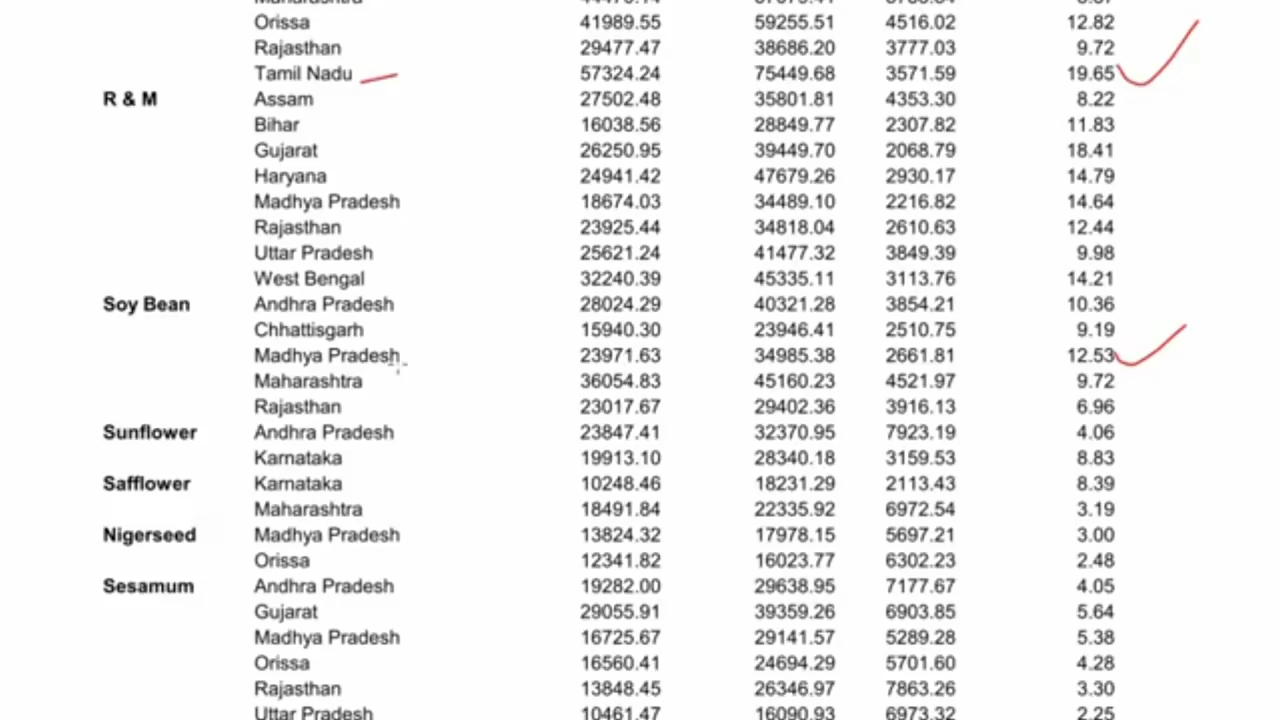 Orissa 41989.55 59255.51 4516.02 12.82
Rajasthan 29477.47 38686.20 3777.03 9.72
Tamil Nadu 57324.24 75449.68 3571.59 19.65
R & M Assam 27502.48 35801.81 4353.30 8.22
Bihar 16038.56 28849.77 2307.82 11.83
Gujarat 26250.95 39449.70 2068.79 18.41
Haryana 24941.42 47679.26 2930.17 14.79
Madhya Pradesh 18674.03 34489.10 2216.82 14.64
Rajasthan 23925.44 34818.04 2610.63 12.44
Uttar Pradesh 25621.24 41477.32 3849.39 9.98
West Bengal 32240.39 45335.11 3113.76 14.21
Soy Bean Andhra Pradesh 28024.29 40321.28 3854.21 10.36
Chhattisgarh 15940.30 23946.41 2510.75 9.19
Madhya Pradesh 23971.63 34985.38 2661.81 12.53
Maharashtra 36054.83 45160.23 4521.97 9.72
Rajasthan 23017.67 29402.36 3916.13 6.96
Sunflower Andhra Pradesh 23847.41 32370.95 7923.19 4.06
Karnataka 19913.10 28340.18 3159.53 8.83
Safflower Karnataka 10248.46 18231.29 2113.43 8.39
Maharashtra 18491.84 22335.92 6972.54 3.19
Nigerseed Madhya Pradesh 13824.32 17978.15 5697.21 3.00
Orissa 12341.82 16023.77 6302.23 2.48
Sesamum Andhra Pradesh 19282.00 29638.95 7177.67 4.05
Gujarat 29055.91 39359.26 6903.85 5.64
Madhya Pradesh 16725.67 29141.57 5289.28 5.38
Orissa 16560.41 24694.29 5701.60 4.28
Rajasthan 13848.45 26346.97 7863.26 3.30
Uttar Pradesh 10461.47 16090.93 6973.32 2.25